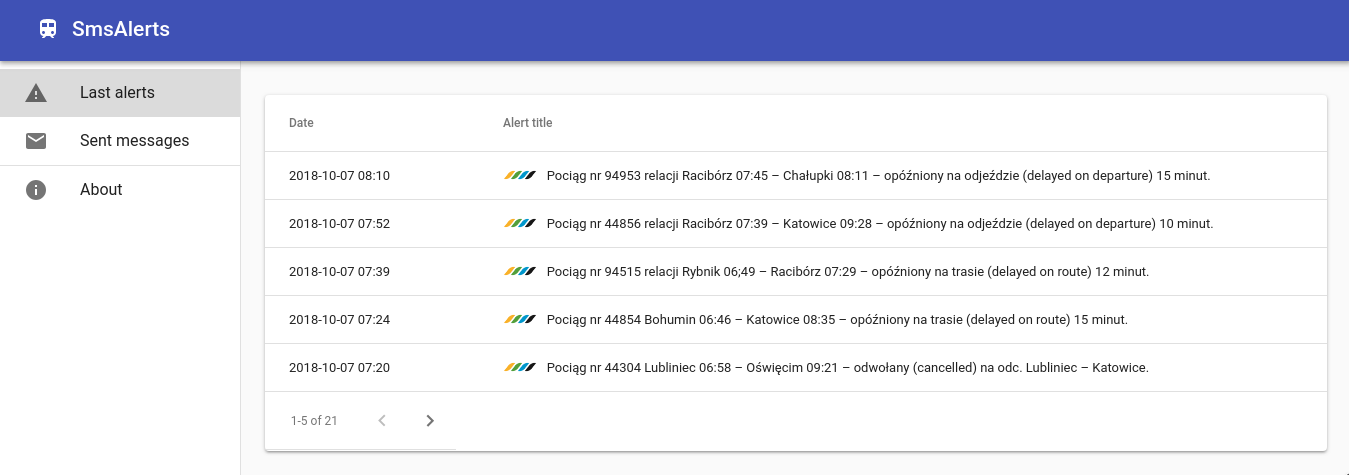 SmsAlerts
Last alerts
Sent messages
About
Date Alert title
2018-10-07 08:10 Pociąg nr 94953 relacji Racibórz 07:45 – Chałupki 08:11 – opóźniony na odjeździe (delayed on departure) 15 minut.
2018-10-07 07:52 Pociąg nr 44856 relacji Racibórz 07:39 – Katowice 09:28 – opóźniony na odjeździe (delayed on departure) 10 minut.
2018-10-07 07:39 Pociąg nr 94515 relacji Rybnik 06;49 – Racibórz 07:29 – opóźniony na trasie (delayed on route) 12 minut.
2018-10-07 07:24 Pociąg nr 44854 Bohumin 06:46 – Katowice 08:35 – opóźniony na trasie (delayed on route) 15 minut.
2018-10-07 07:20 Pociąg nr 44304 Lubliniec 06:58 – Oświęcim 09:21 – odwołany (cancelled) na odc. Lubliniec – Katowice.
1-5 of 21